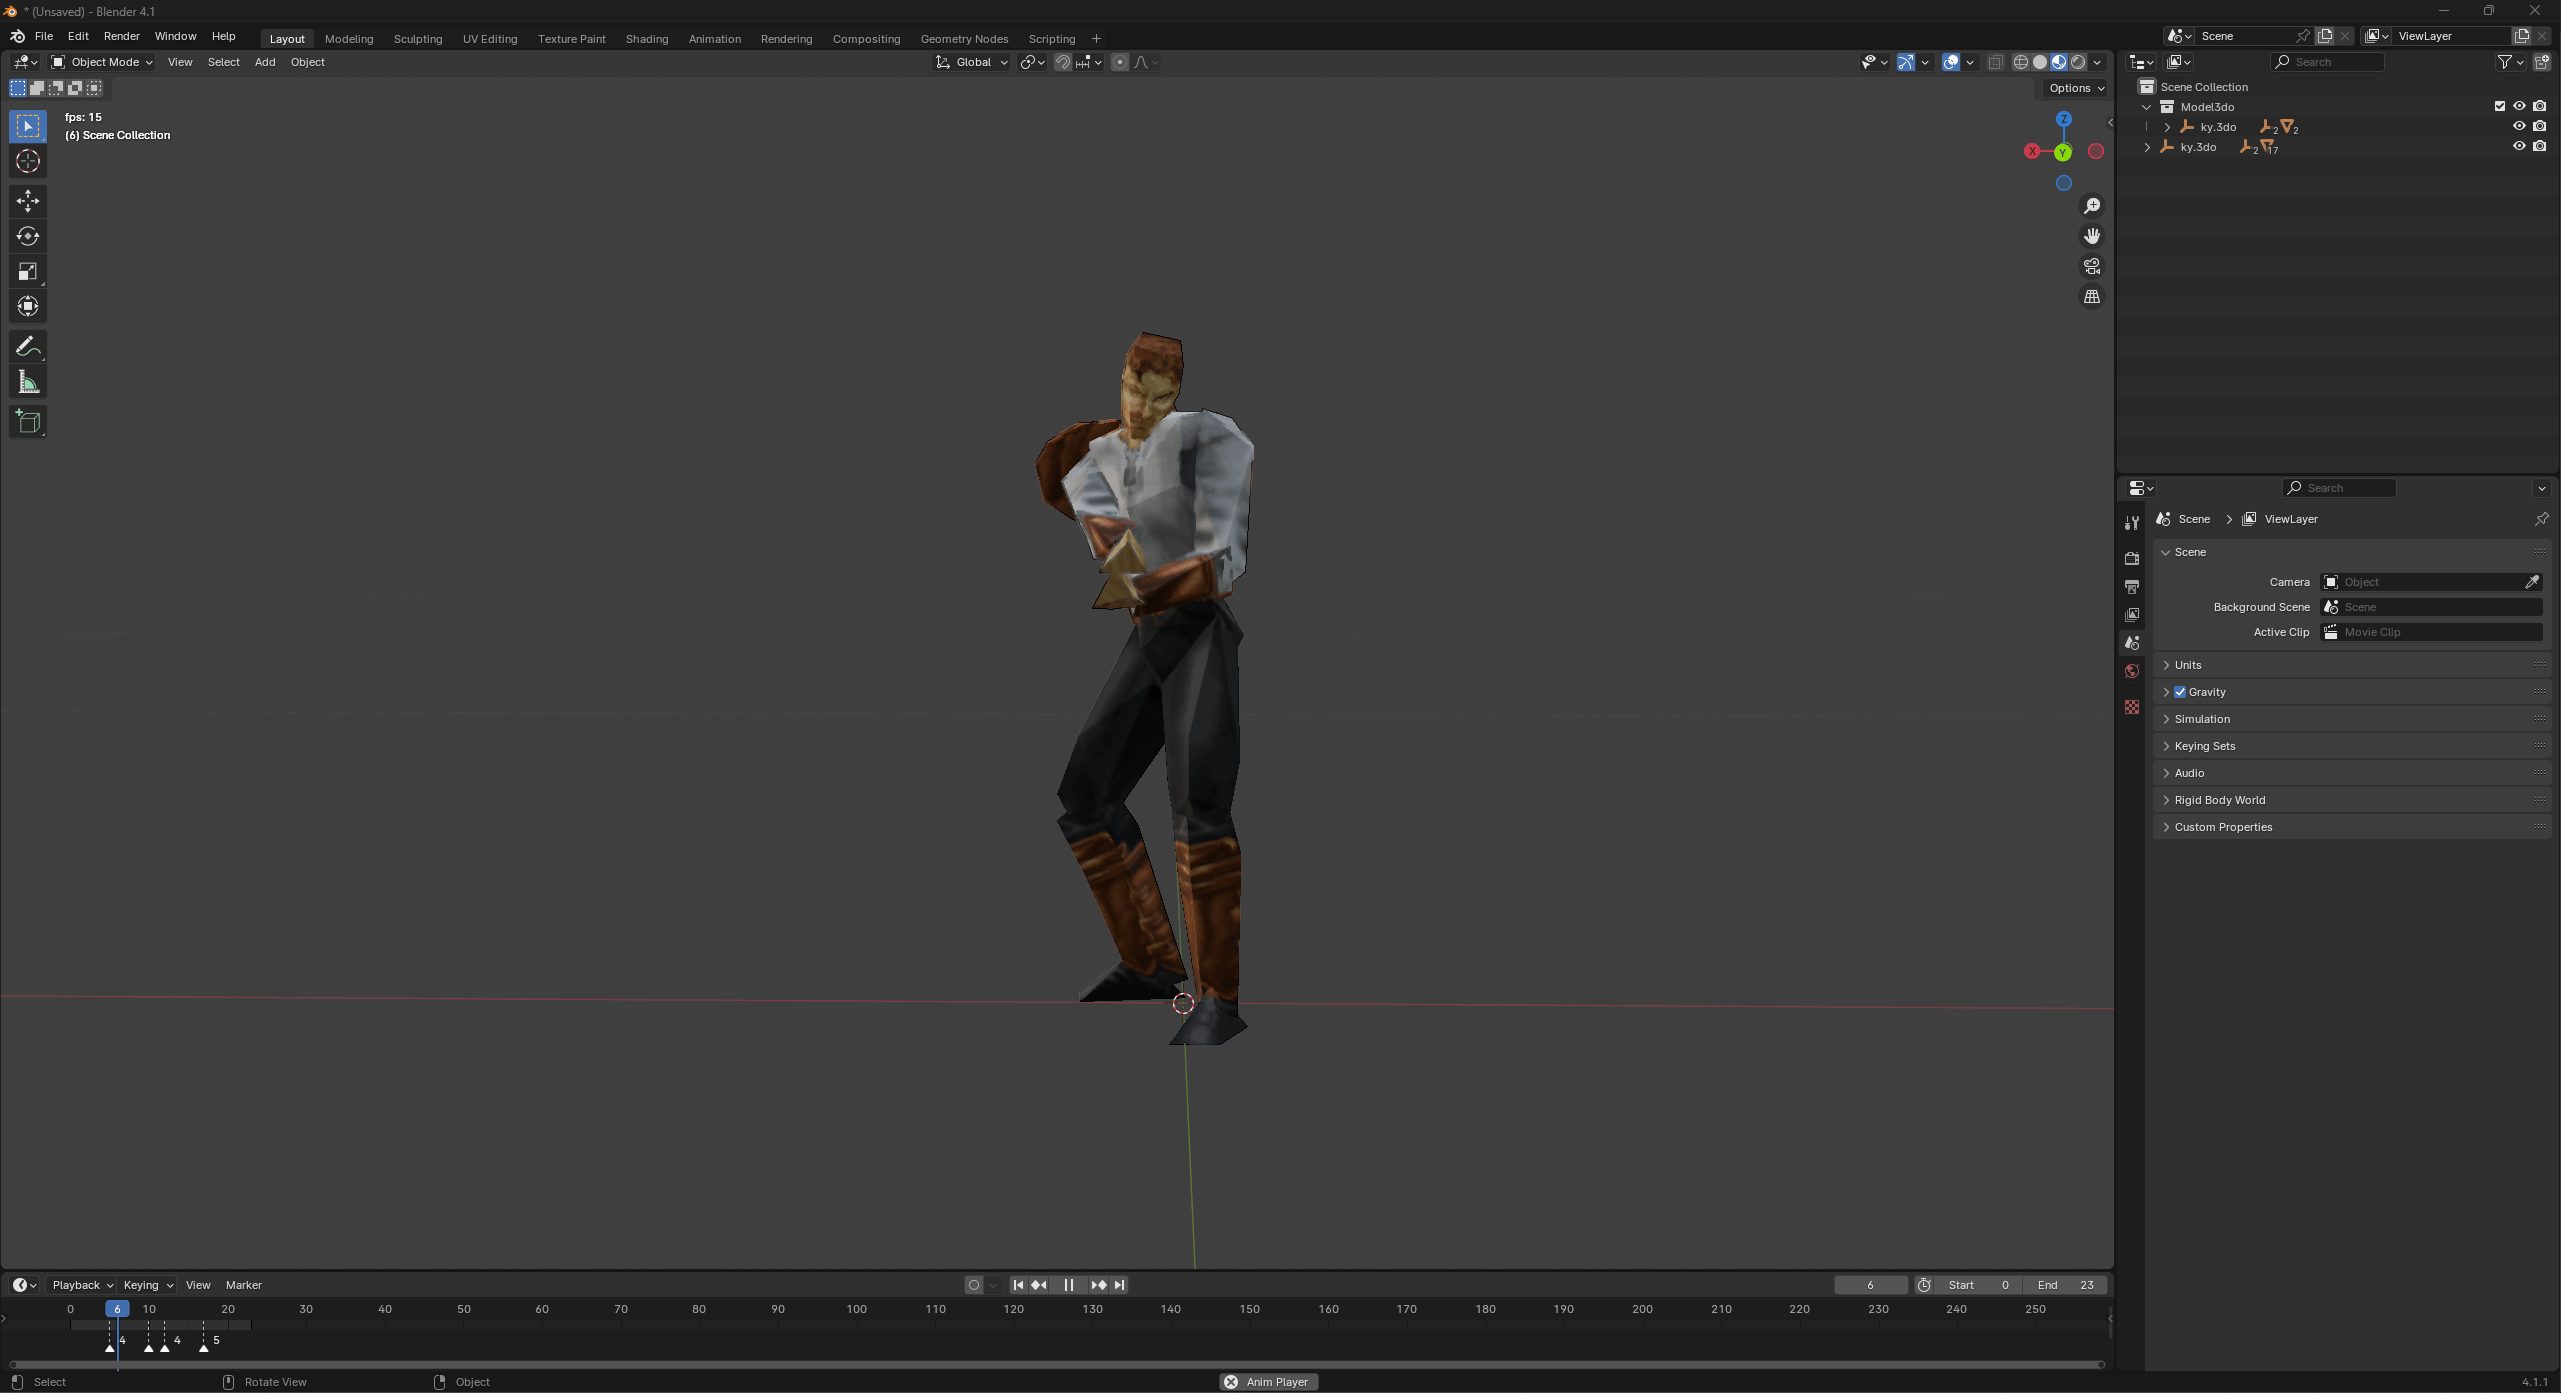 * (Unsaved) - Blender 4.1
File Edit Render Window Help Layout Modeling Sculpting UV Editing Texture Paint Shading Animation Rendering Compositing Geometry Nodes Scripting + Scene ViewLayer
Object Mode View Select Add Object Global Search
Options
fps: 15
(6) Scene Collection
Z
X
Y
Scene Collection
Model3do
ky.3do 2 2
ky.3do 2 17
Search
Scene > ViewLayer
Scene
Camera Object
Background Scene Scene
Active Clip Movie Clip
Units
Gravity
Simulation
Keying Sets
Audio
Rigid Body World
Custom Properties
Playback Keying View Marker 6 Start 0 End 23
0 6 10 20 30 40 50 60 70 80 90 100 110 120 130 140 150 160 170 180 190 200 210 220 230 240 250
4 4 5
Select Rotate View Object Anim Player 4.1.1